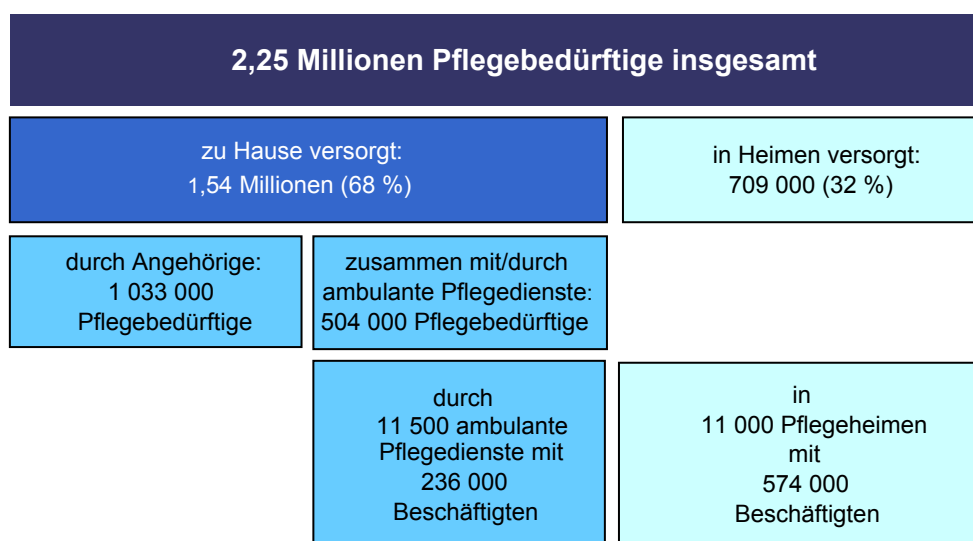 2,25 Millionen Pflegebedürftige insgesamt
zu Hause versorgt:
1,54 Millionen (68 %)
in Heimen versorgt:
709 000 (32 %)
durch Angehörige:
1 033 000
Pflegebedürftige
zusammen mit/durch
ambulante Pflegedienste:
504 000 Pflegebedürftige
durch
11 500 ambulante
Pflegedienste mit
236 000
Beschäftigten
in
11 000 Pflegeheimen
mit
574 000
Beschäftigten